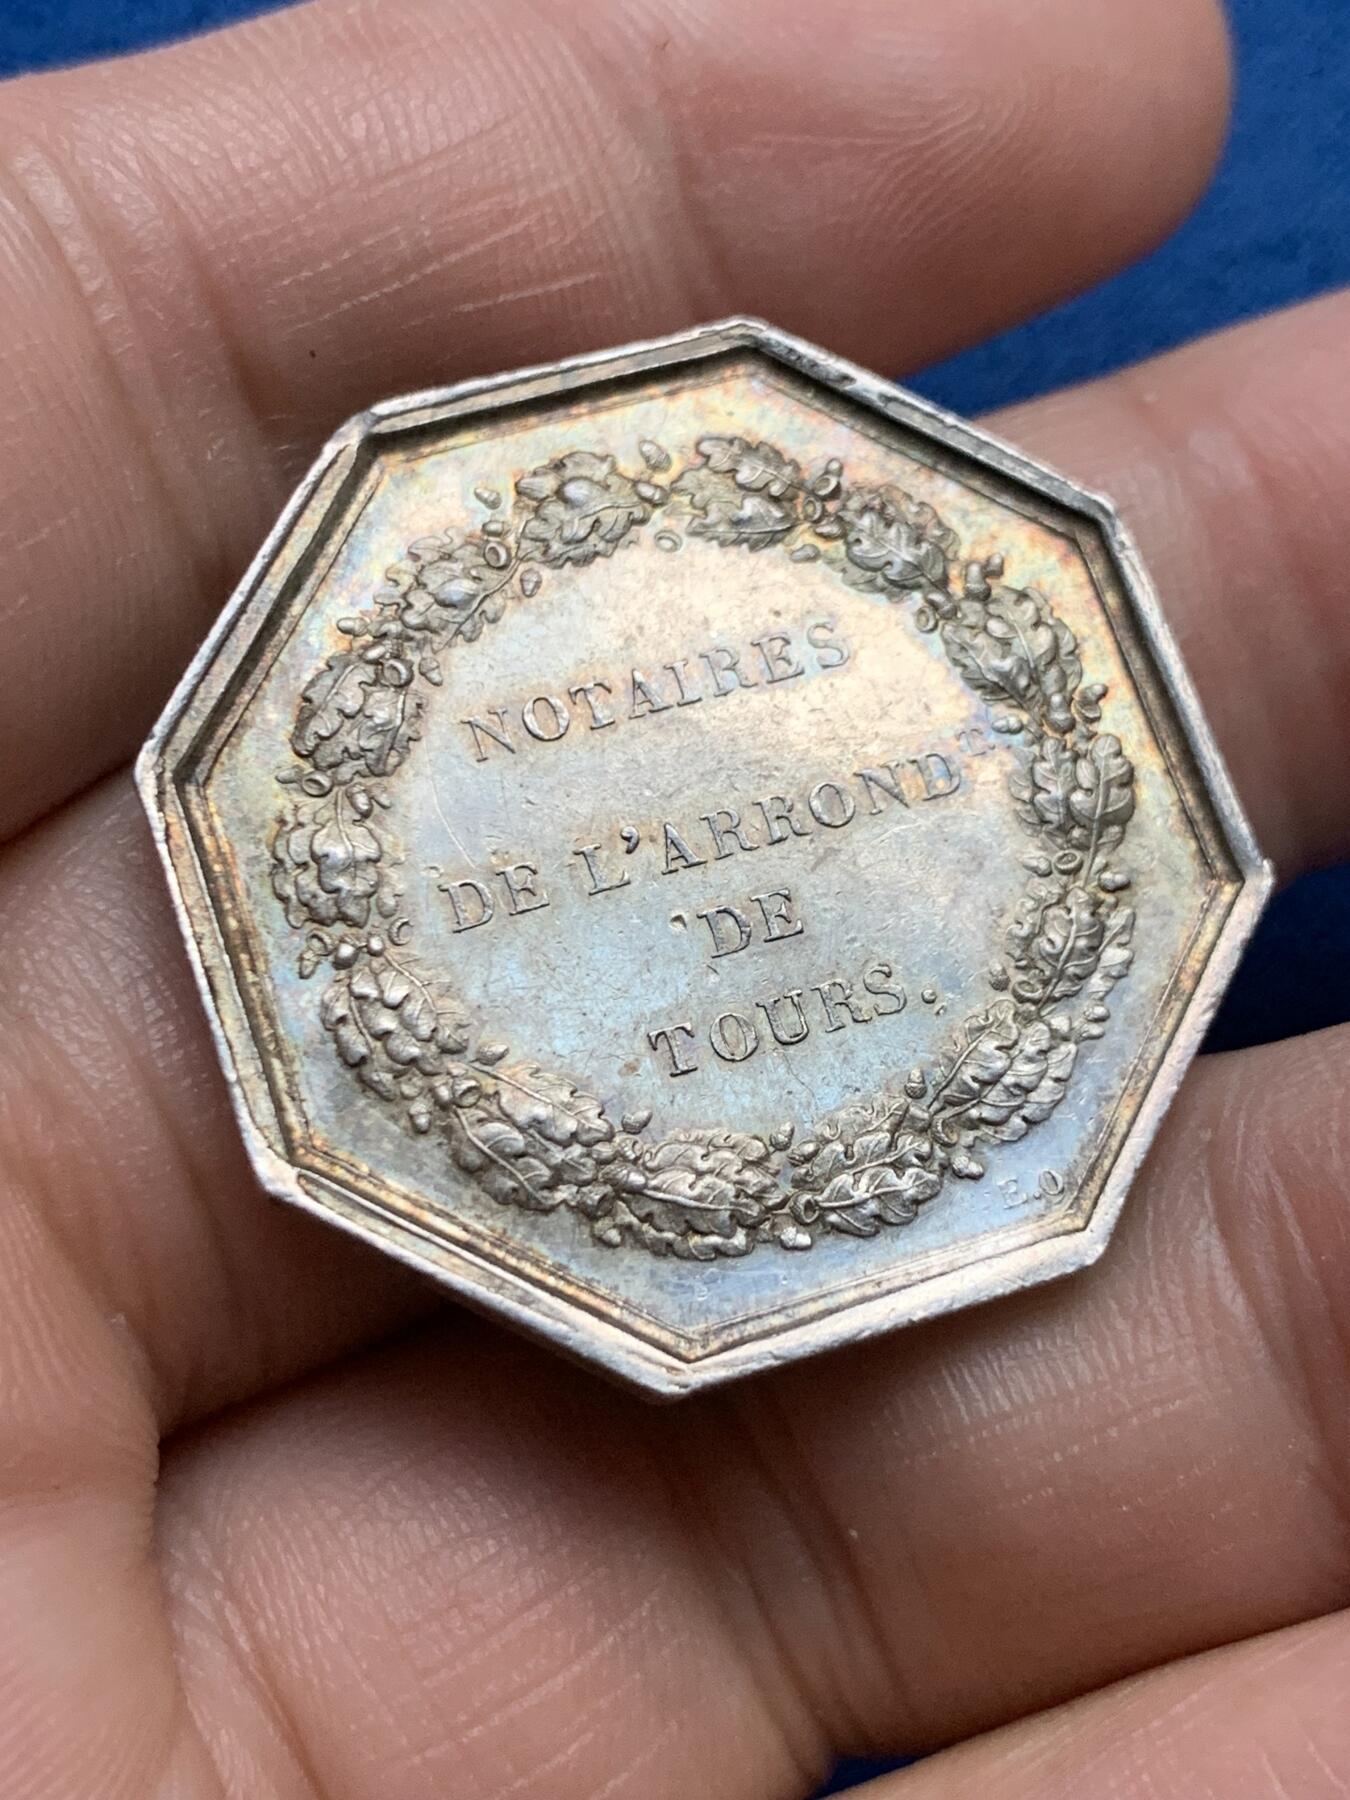 NOTAIRES
DE L'ARRONDT.
DE
TOURS.
E.O